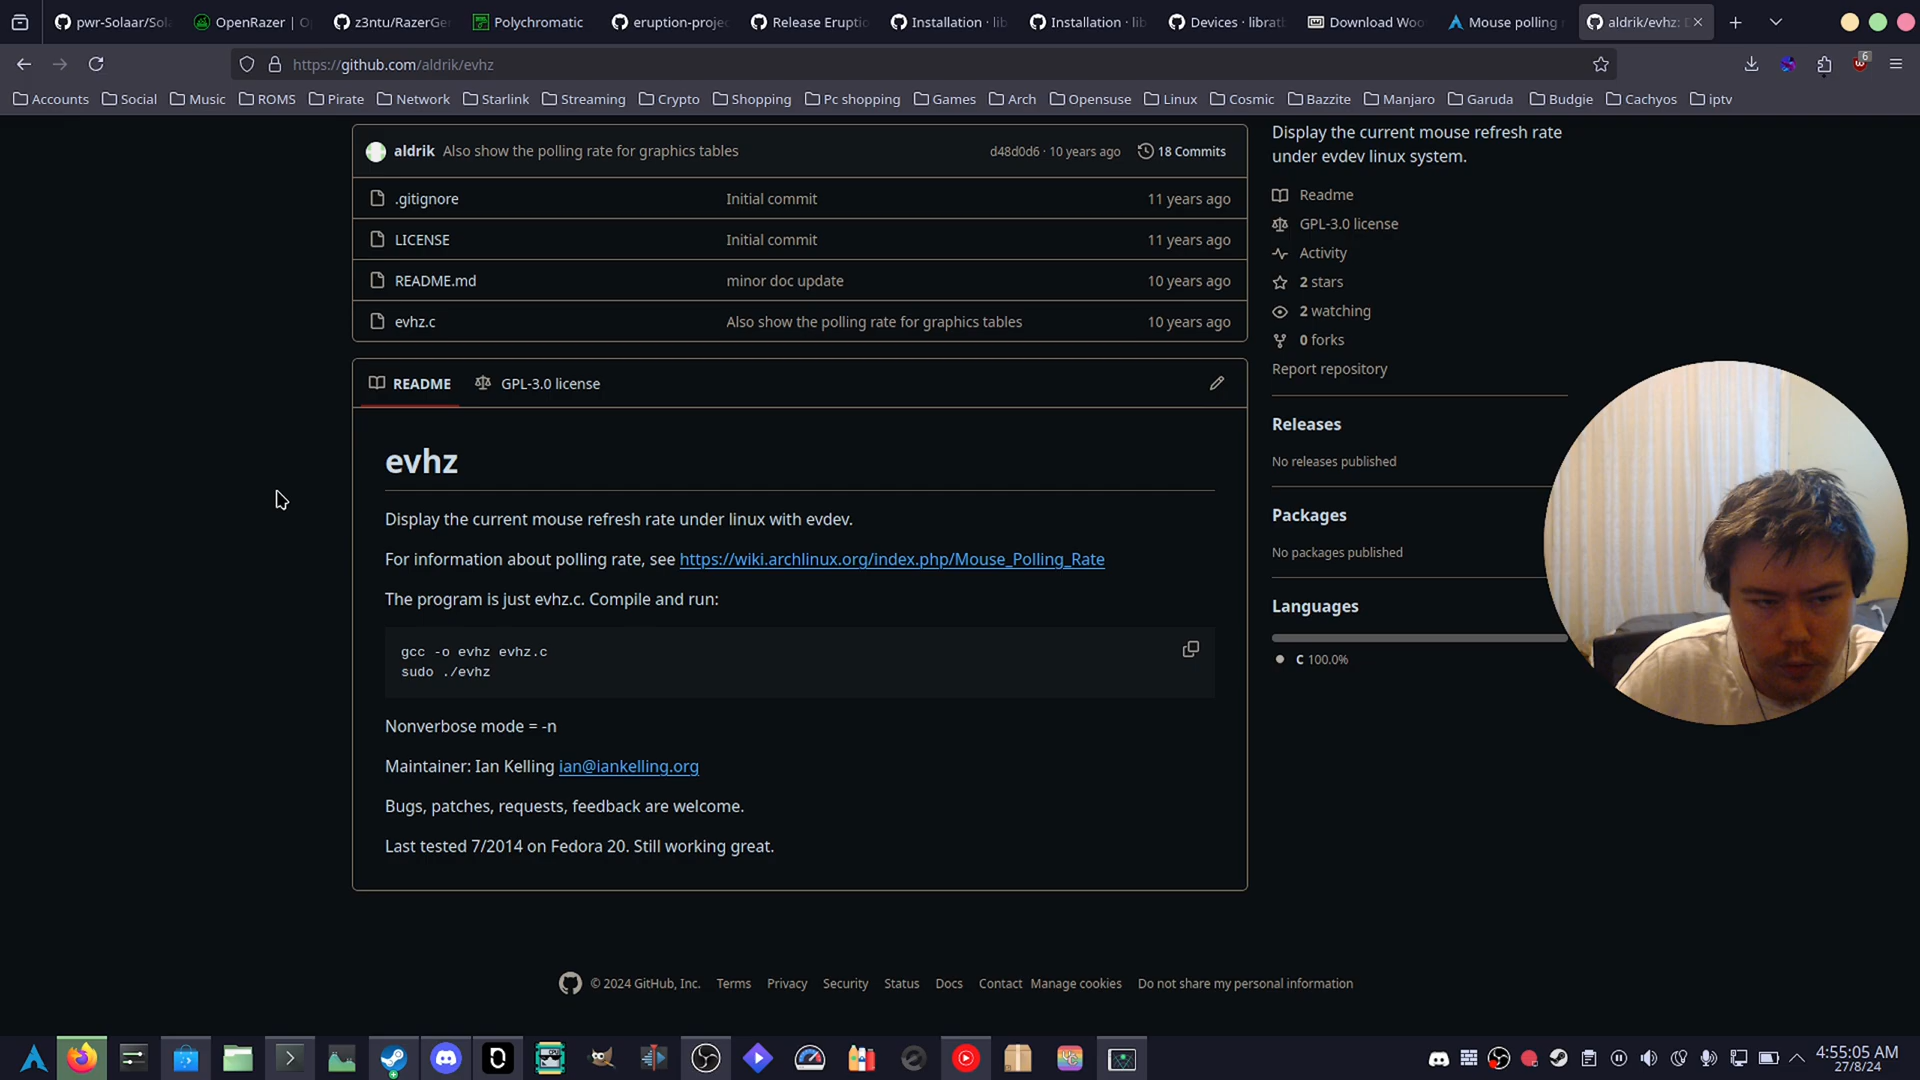 pwr-Solaar/Sol
OpenRazer | O
z3ntu/RazerGe
Polychromatic
eruption-proje
Release Erupti
Installation · lib
Installation · lib
Devices · librat
Download Woo
Mouse polling
aldrik/evhz: D
https://github.com/aldrik/evhz
6
Accounts
Social
Music
ROMS
Pirate
Network
Starlink
Streaming
Crypto
Shopping
Pc shopping
Games
Arch
Opensuse
Linux
Cosmic
Bazzite
Manjaro
Garuda
Budgie
Cachyos
iptv
aldrik Also show the polling rate for graphics tables d48d0d6 · 10 years ago 18 Commits
.gitignore Initial commit 11 years ago
LICENSE Initial commit 11 years ago
README.md minor doc update 10 years ago
evhz.c Also show the polling rate for graphics tables 10 years ago
README GPL-3.0 license
evhz
Display the current mouse refresh rate under linux with evdev.
For information about polling rate, see https://wiki.archlinux.org/index.php/Mouse_Polling_Rate
The program is just evhz.c. Compile and run:
gcc -o evhz evhz.c
sudo ./evhz
Nonverbose mode = -n
Maintainer: Ian Kelling ian@iankelling.org
Bugs, patches, requests, feedback are welcome.
Last tested 7/2014 on Fedora 20. Still working great.
Display the current mouse refresh rate
under evdev linux system.
Readme
GPL-3.0 license
Activity
2 stars
2 watching
0 forks
Report repository
Releases
No releases published
Packages
No packages published
Languages
C 100.0%
© 2024 GitHub, Inc. Terms Privacy Security Status Docs Contact Manage cookies Do not share my personal information
4:55:05 AM
27/8/24